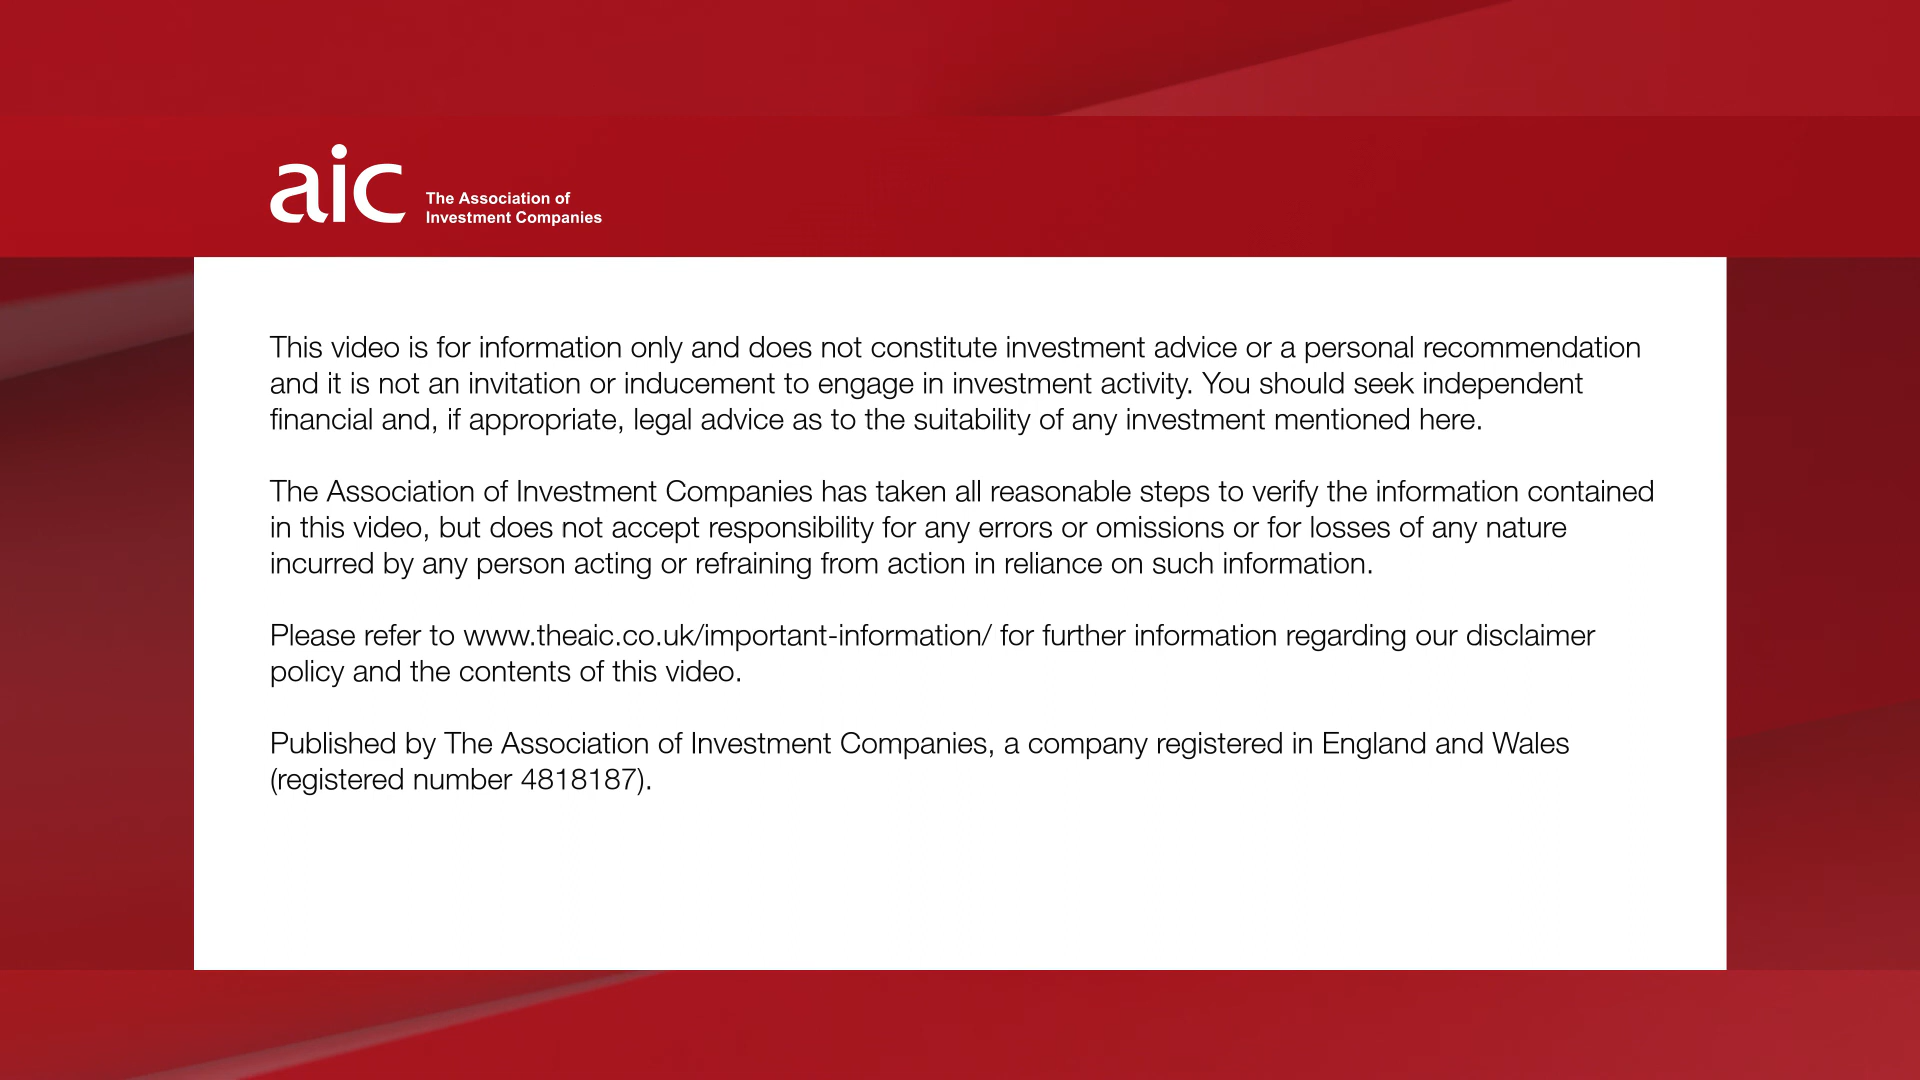 aic
The Association of
Investment Companies
This video is for information only and does not constitute investment advice or a personal recommendation
and it is not an invitation or inducement to engage in investment activity. You should seek independent
financial and, if appropriate, legal advice as to the suitability of any investment mentioned here.
The Association of Investment Companies has taken all reasonable steps to verify the information contained
in this video, but does not accept responsibility for any errors or omissions or for losses of any nature
incurred by any person acting or refraining from action in reliance on such information.
Please refer to www.theaic.co.uk/important-information/ for further information regarding our disclaimer
policy and the contents of this video.
Published by The Association of Investment Companies, a company registered in England and Wales
(registered number 4818187).